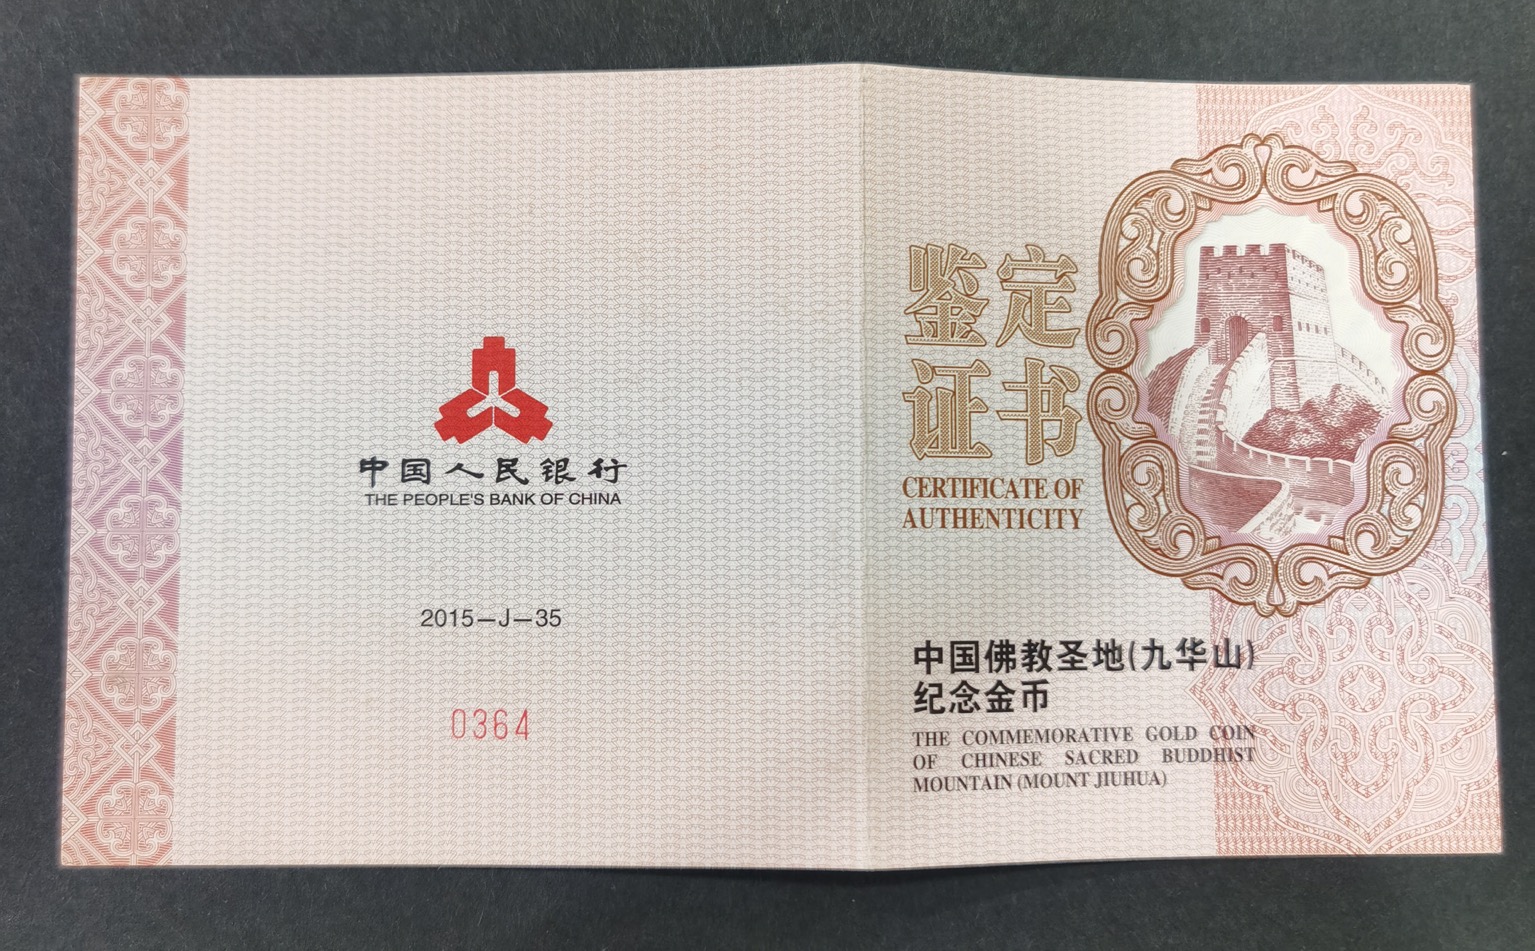 中国人民银行
THE PEOPLE'S BANK OF CHINA
2015—J—35
0364
鉴定
证书
CERTIFICATE OF
AUTHENTICITY
中国佛教圣地(九华山)
纪念金币
THE COMMEMORATIVE GOLD COIN
OF CHINESE SACRED BUDDHIST
MOUNTAIN (MOUNT JIUHUA)